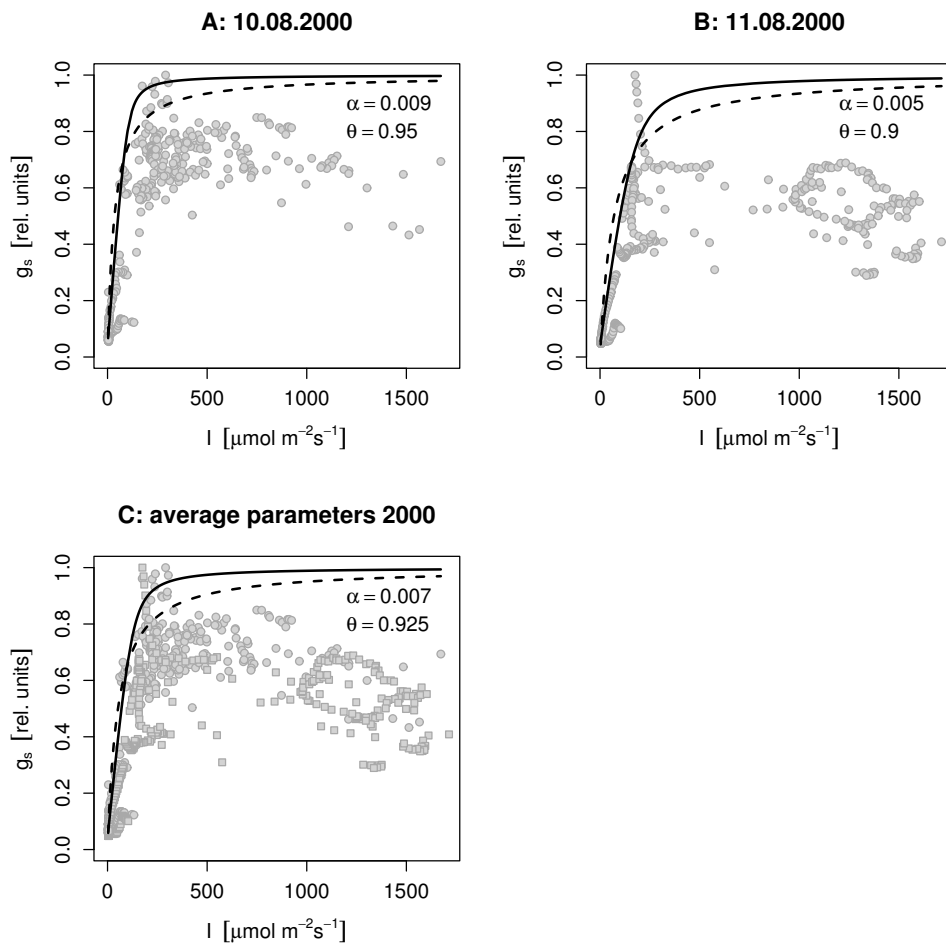 A: 10.08.2000
gₛ [rel. units]
0.0 0.2 0.4 0.6 0.8 1.0
α = 0.009
θ = 0.95
0 500 1000 1500
I [μmol m⁻²s⁻¹]
B: 11.08.2000
gₛ [rel. units]
0.0 0.2 0.4 0.6 0.8 1.0
α = 0.005
θ = 0.9
0 500 1000 1500
I [μmol m⁻²s⁻¹]
C: average parameters 2000
gₛ [rel. units]
0.0 0.2 0.4 0.6 0.8 1.0
α = 0.007
θ = 0.925
0 500 1000 1500
I [μmol m⁻²s⁻¹]